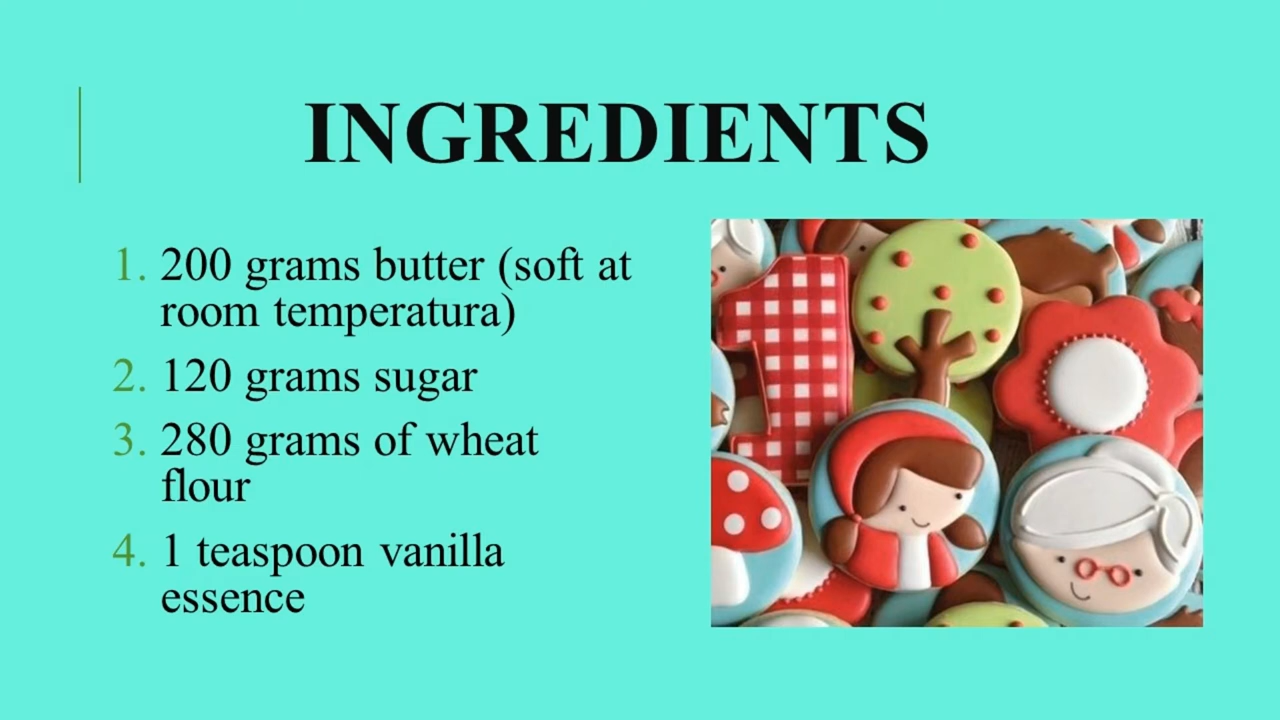 INGREDIENTS
1. 200 grams butter (soft at
room temperatura)
2. 120 grams sugar
3. 280 grams of wheat
flour
4. 1 teaspoon vanilla
essence
1